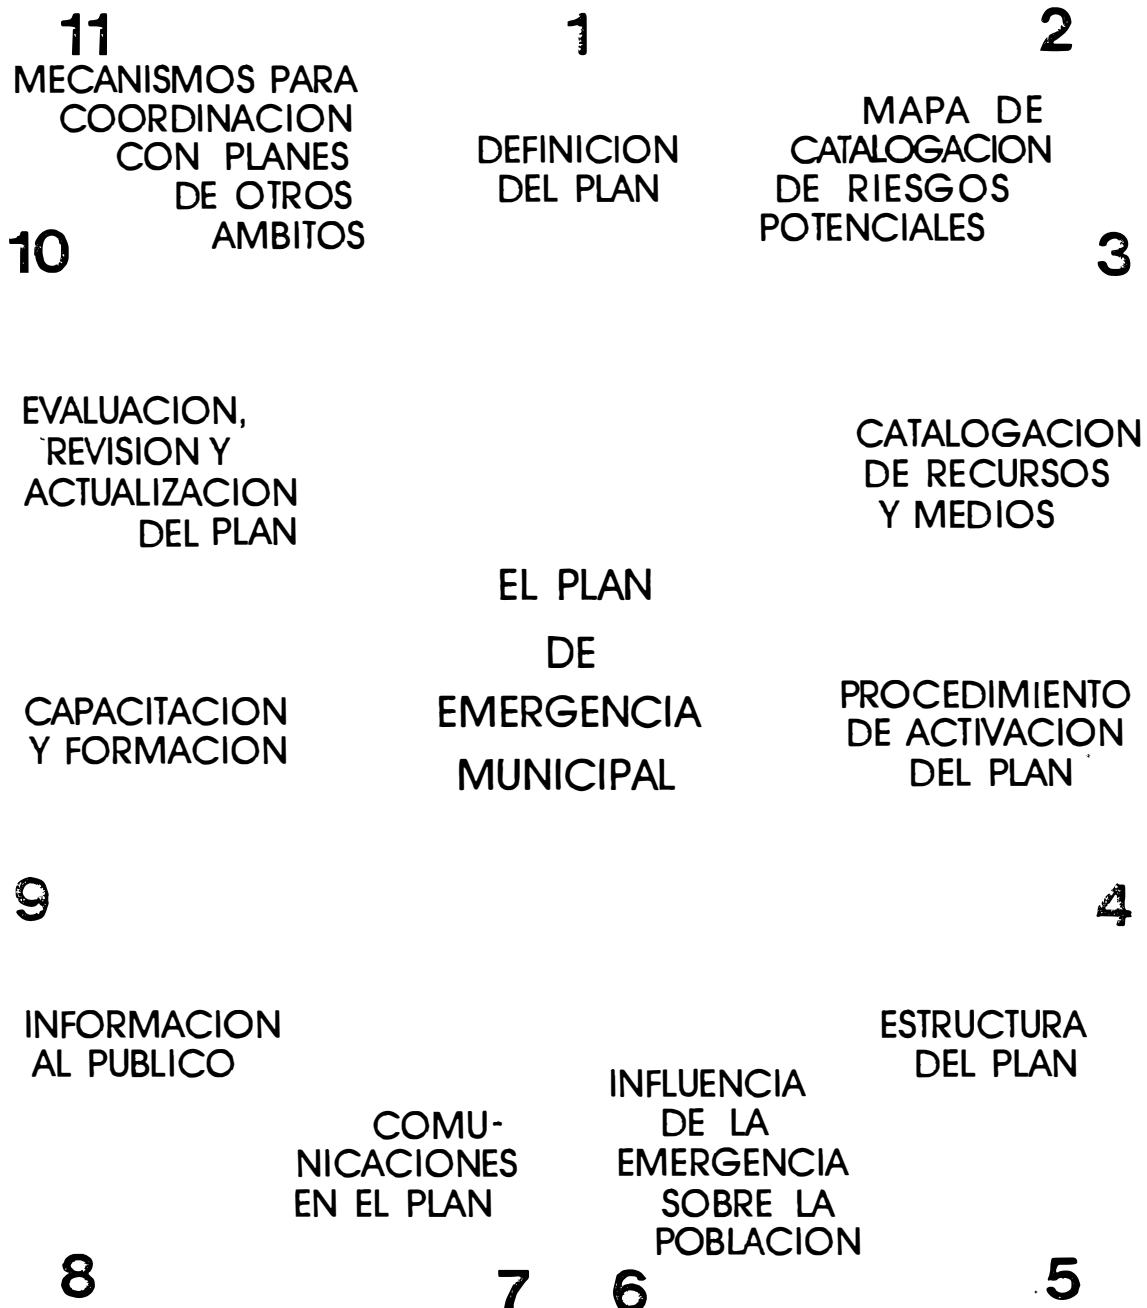 11
MECANISMOS PARA
COORDINACION
CON PLANES
DE OTROS
AMBITOS
1
DEFINICION
DEL PLAN
2
MAPA DE
CATALOGACION
DE RIESGOS
POTENCIALES
3
CATALOGACION
DE RECURSOS
Y MEDIOS
10
EVALUACION,
REVISION Y
ACTUALIZACION
DEL PLAN
EL PLAN
DE
EMERGENCIA
MUNICIPAL
PROCEDIMIENTO
DE ACTIVACION
DEL PLAN
4
CAPACITACION
Y FORMACION
9
INFORMACION
AL PUBLICO
8
COMU-
NICACIONES
EN EL PLAN
7
INFLUENCIA
DE LA
EMERGENCIA
SOBRE LA
POBLACION
6
ESTRUCTURA
DEL PLAN
5